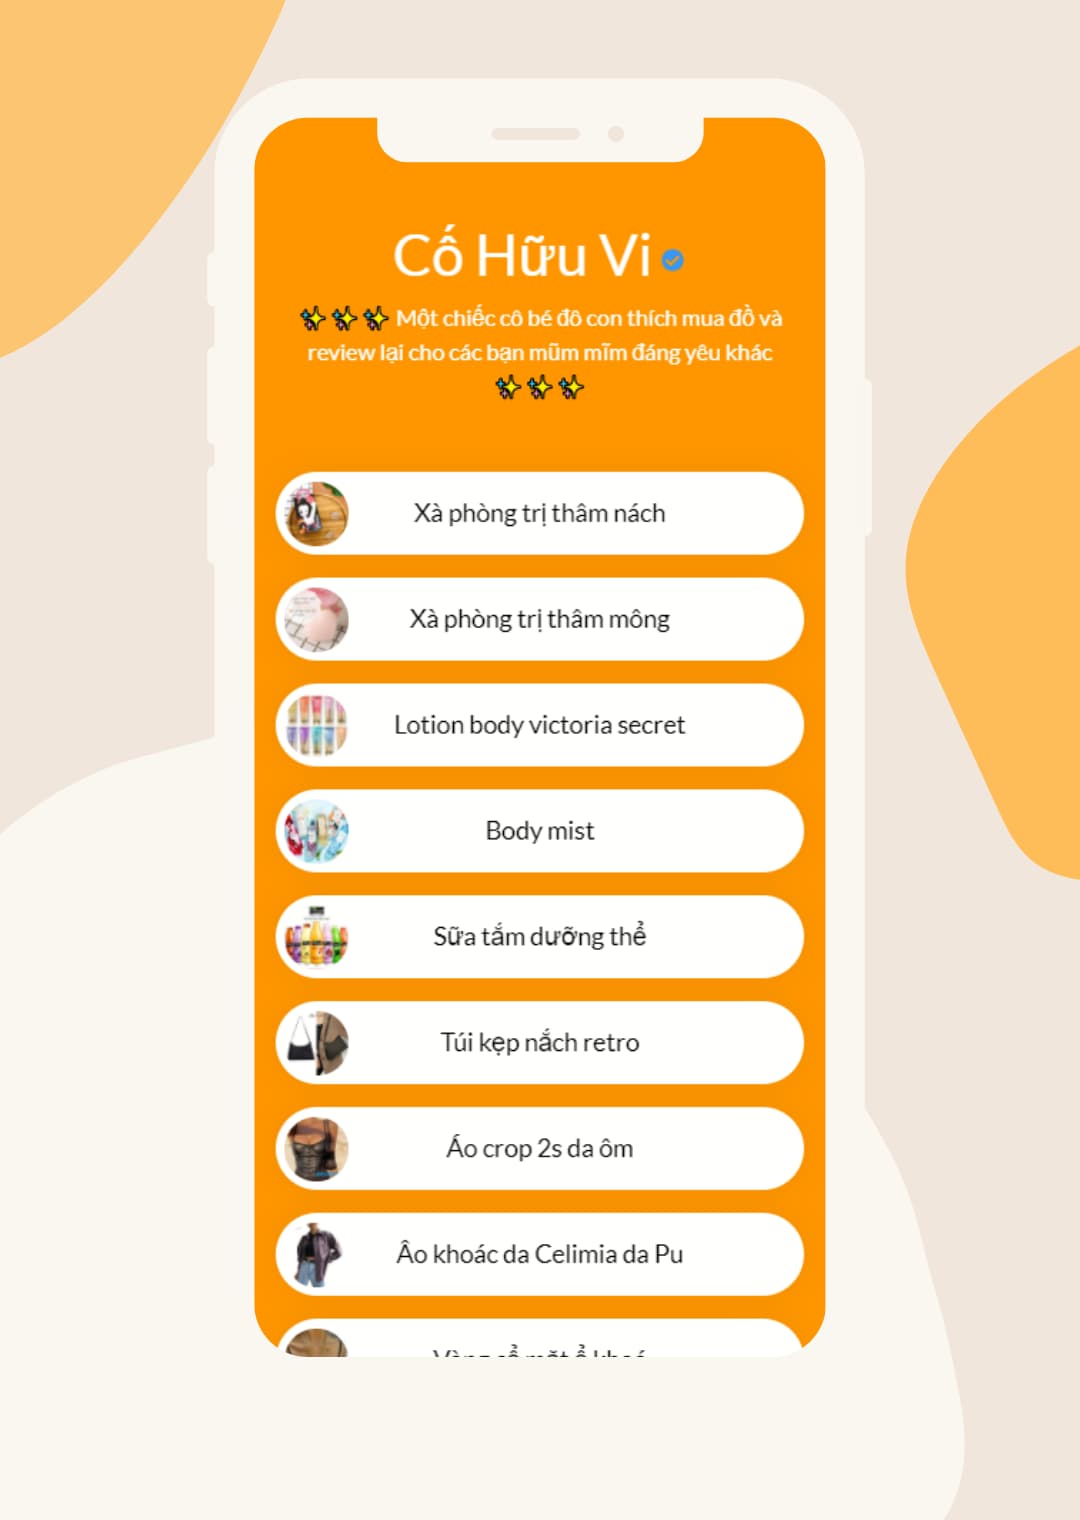 Cố Hữu Vi
✨✨✨ Một chiếc cô bé đô con thích mua đồ và
review lại cho các bạn mũm mĩm đáng yêu khác
✨✨✨
Xà phòng trị thâm nách
Xà phòng trị thâm mông
Lotion body victoria secret
Body mist
Sữa tắm dưỡng thể
Túi kẹp nắch retro
Áo crop 2s da ôm
Âo khoác da Celimia da Pu